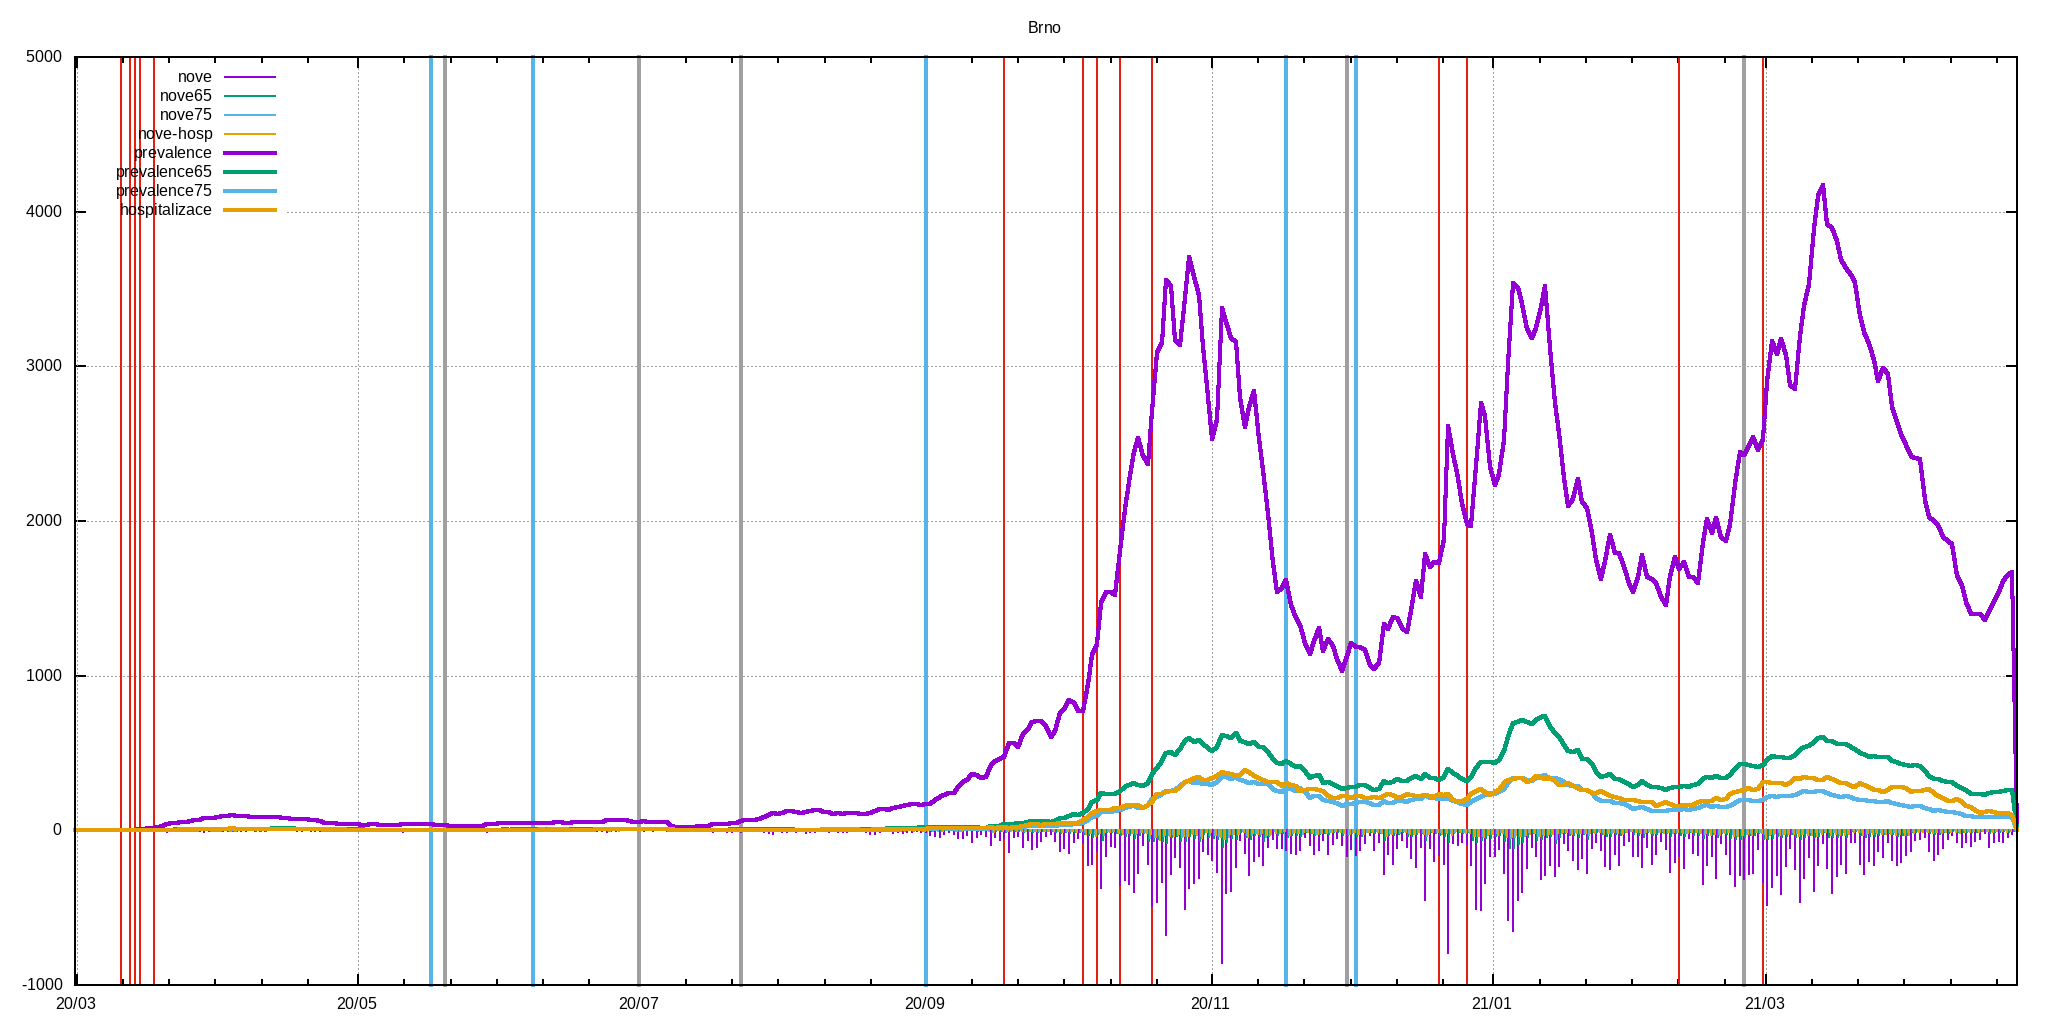 Brno
5000
4000
3000
2000
1000
0
-1000
nove
nove65
nove75
nove-hosp
prevalence
prevalence65
prevalence75
hospitalizace
20/03 20/05 20/07 20/09 20/11 21/01 21/03